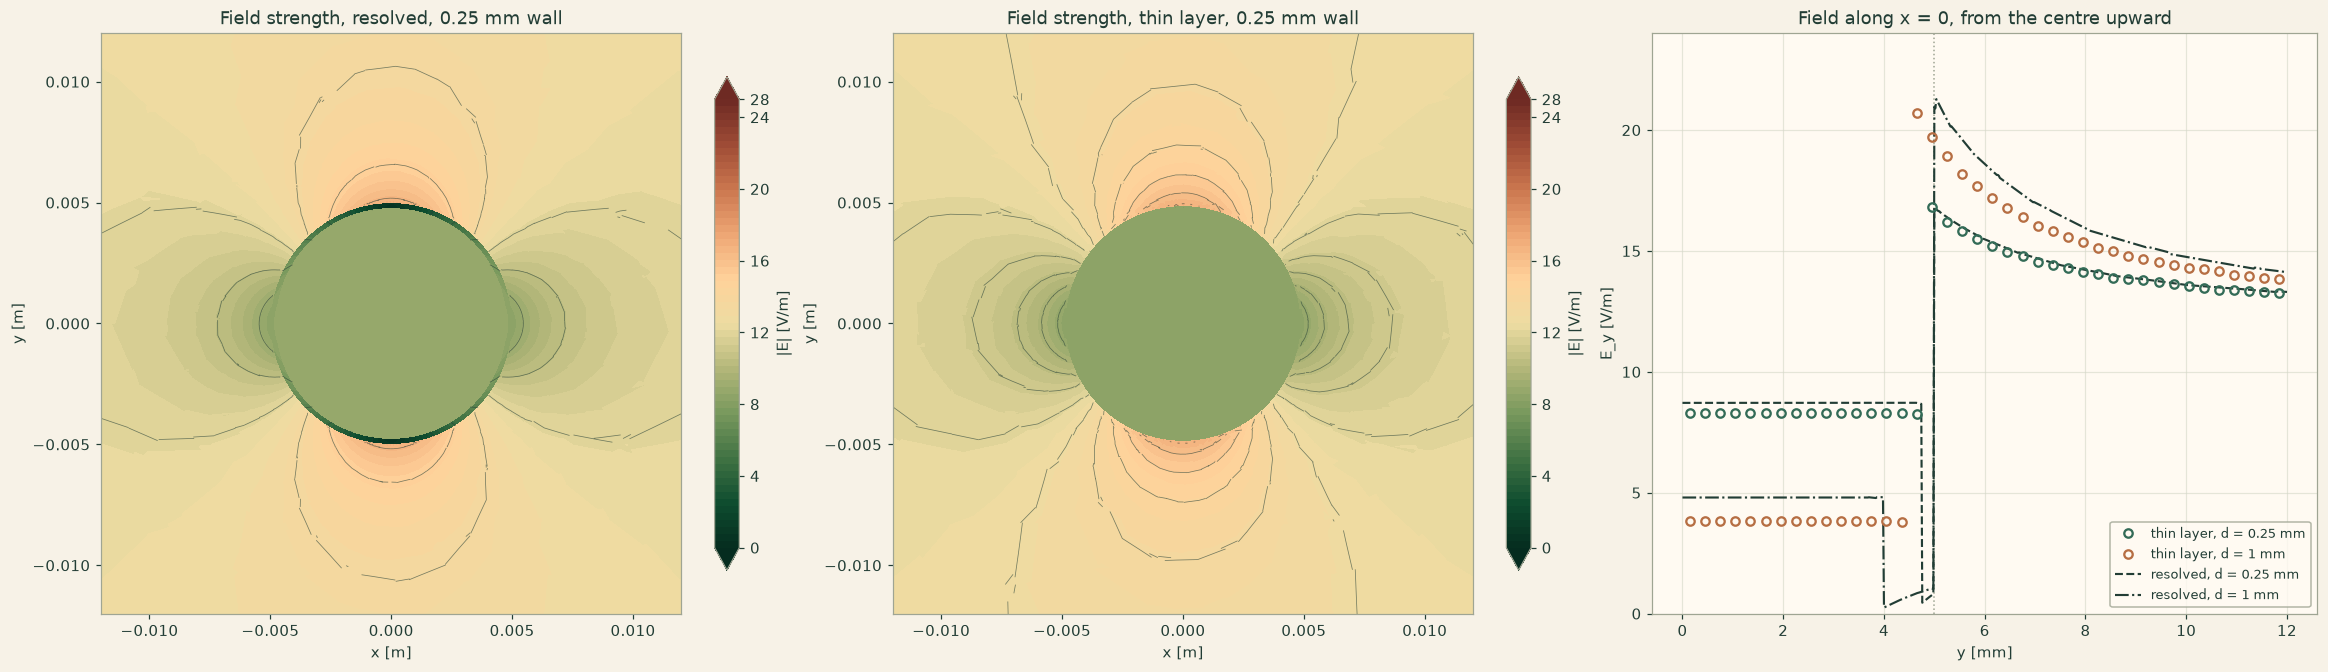 Field strength, resolved, 0.25 mm wall
0.010
0.005
0.000
−0.005
−0.010
y [m]
−0.010 −0.005 0.000 0.005 0.010
x [m]
28
24
20
16
12
8
4
0
|E| [V/m]
Field strength, thin layer, 0.25 mm wall
0.010
0.005
0.000
−0.005
−0.010
y [m]
−0.010 −0.005 0.000 0.005 0.010
x [m]
28
24
20
16
12
8
4
0
|E| [V/m]
Field along x = 0, from the centre upward
20
15
10
5
0
E_y [V/m]
0 2 4 6 8 10 12
y [mm]
thin layer, d = 0.25 mm
thin layer, d = 1 mm
resolved, d = 0.25 mm
resolved, d = 1 mm